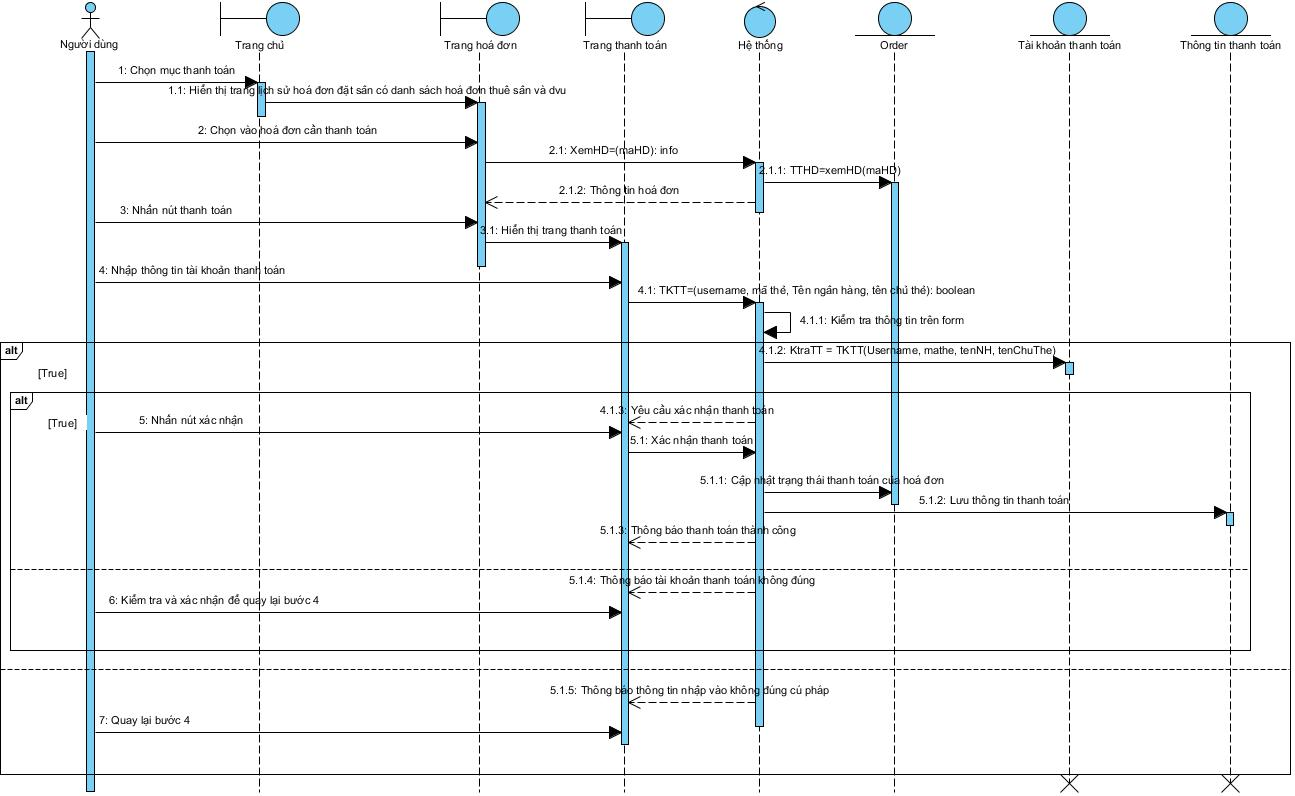 Người dùng
Trang chủ
Trang hoá đơn
Trang thanh toán
Hệ thống
Order
Tài khoản thanh toán
Thông tin thanh toán
1: Chọn mục thanh toán
1.1: Hiển thị trang lịch sử hoá đơn đặt sân có danh sách hoá đơn thuê sân và dvu
2: Chọn vào hoá đơn cần thanh toán
2.1: XemHD=(maHD): info
2.1.1: TTHD=xemHD(maHD)
2.1.2: Thông tin hoá đơn
3: Nhấn nút thanh toán
3.1: Hiển thị trang thanh toán
4: Nhập thông tin tài khoản thanh toán
4.1: TKTT=(username, mã thẻ, Tên ngân hàng, tên chủ thẻ): boolean
4.1.1: Kiểm tra thông tin trên form
alt
4.1.2: KtraTT = TKTT(Username, mathe, tenNH, tenChuThe)
[True]
alt
4.1.3: Yêu cầu xác nhận thanh toán
[True]
5: Nhấn nút xác nhận
5.1: Xác nhận thanh toán
5.1.1: Cập nhật trạng thái thanh toán của hoá đơn
5.1.2: Lưu thông tin thanh toán
5.1.3: Thông báo thanh toán thành công
5.1.4: Thông báo tài khoản thanh toán không đúng
6: Kiểm tra và xác nhận để quay lại bước 4
5.1.5: Thông báo thông tin nhập vào không đúng cú pháp
7: Quay lại bước 4